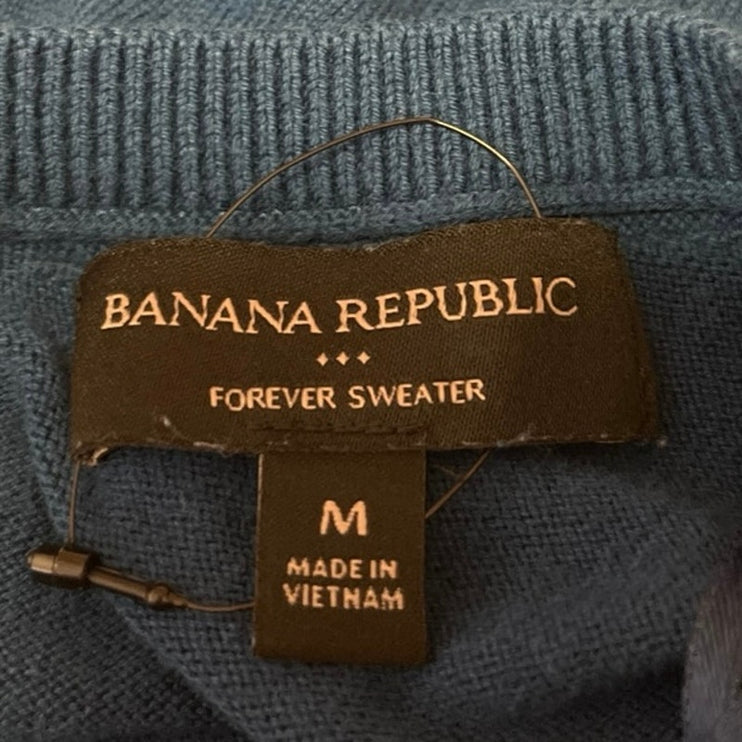 BANANA REPUBLIC
FOREVER SWEATER
M
MADE IN
VIETNAM